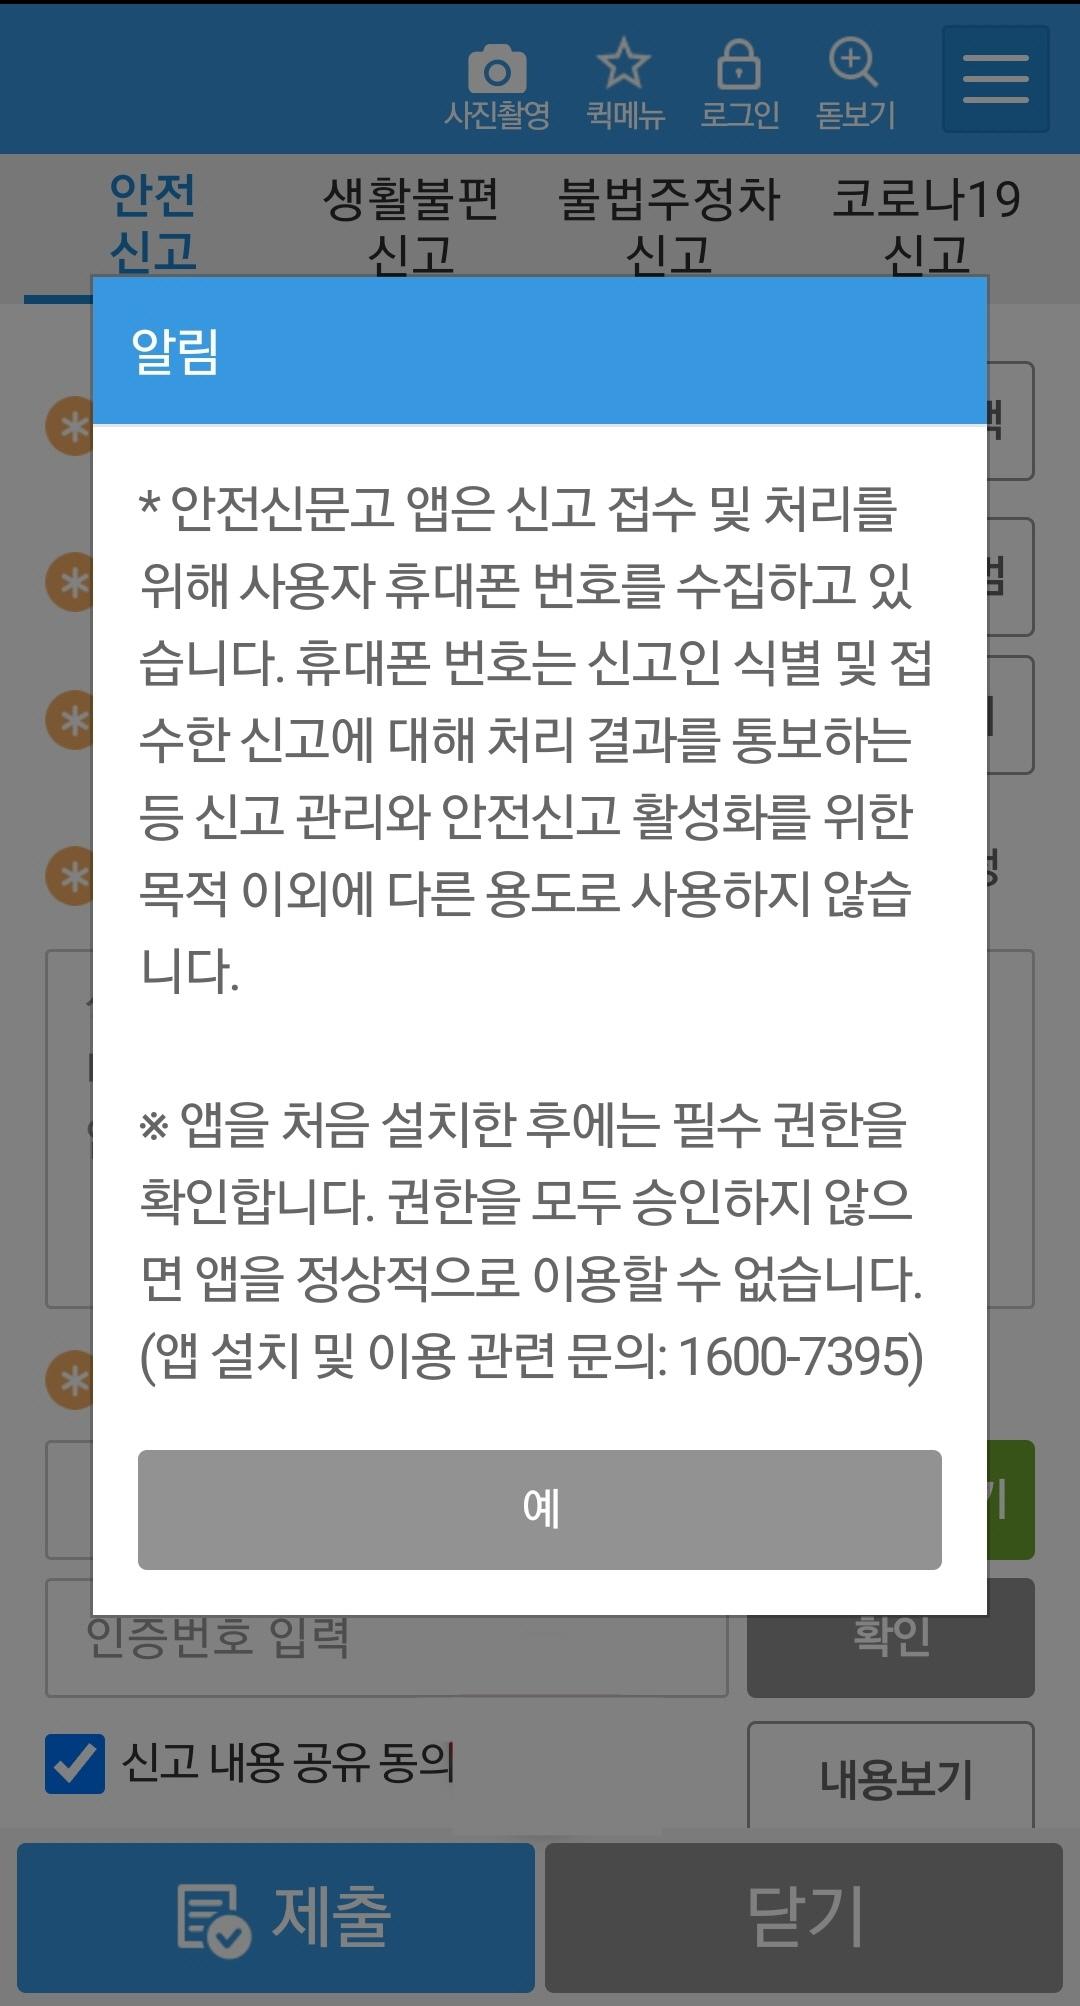 사진촬영 퀵메뉴 로그인 돋보기
안전 생활불편 불법주정차 코로나19
신고 신고 신고 신고
알림
* 안전신문고 앱은 신고 접수 및 처리를
위해 사용자 휴대폰 번호를 수집하고 있
습니다. 휴대폰 번호는 신고인 식별 및 접
수한 신고에 대해 처리 결과를 통보하는
등 신고 관리와 안전신고 활성화를 위한
목적 이외에 다른 용도로 사용하지 않습
니다.
※ 앱을 처음 설치한 후에는 필수 권한을
확인합니다. 권한을 모두 승인하지 않으
면 앱을 정상적으로 이용할 수 없습니다.
(앱 설치 및 이용 관련 문의: 1600-7395)
예
인증번호 입력 확인
신고 내용 공유 동의
내용보기
제출 닫기